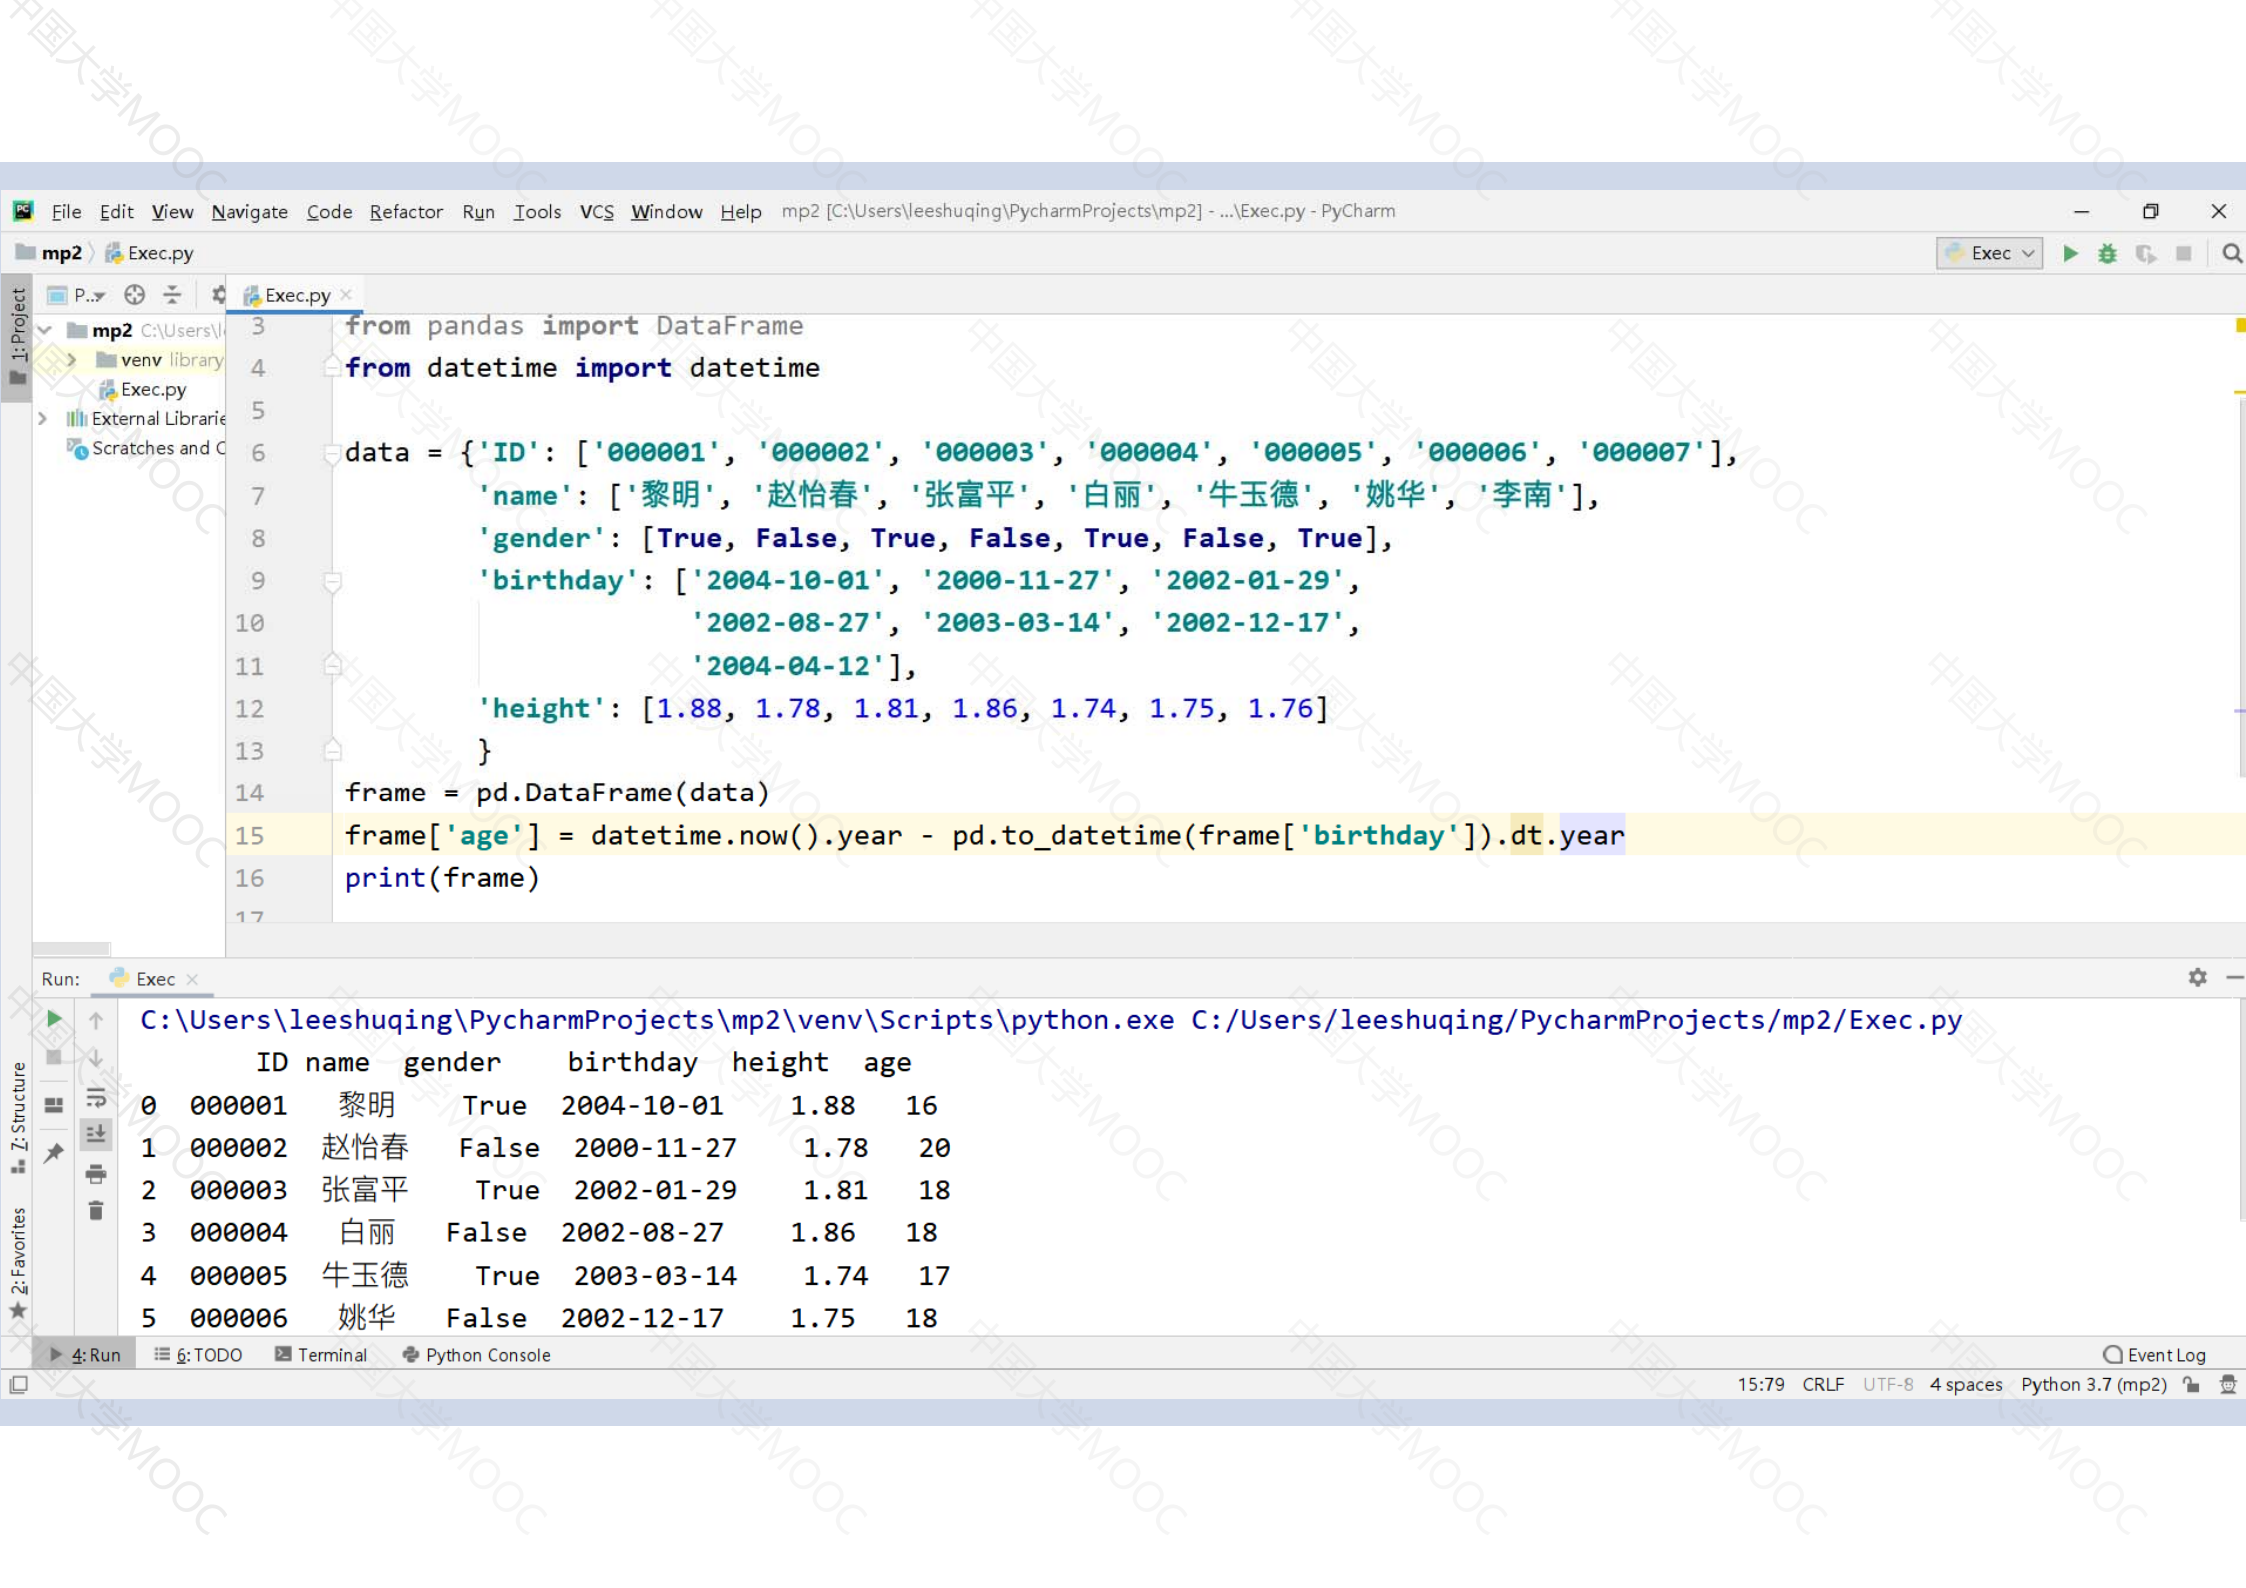 File Edit View Navigate Code Refactor Run Tools VCS Window Help mp2 [C:\Users\leeshuqing\PycharmProjects\mp2] - ...\Exec.py - PyCharm
mp2 Exec.py Exec
1: Project P.. Exec.py
mp2 C:\Users\l
venv library
Exec.py
External Librarie
Scratches and C
3 from pandas import DataFrame
4 from datetime import datetime
5
6 data = {'ID': ['000001', '000002', '000003', '000004', '000005', '000006', '000007'],
7 'name': ['黎明', '赵怡春', '张富平', '白丽', '牛玉德', '姚华', '李南'],
8 'gender': [True, False, True, False, True, False, True],
9 'birthday': ['2004-10-01', '2000-11-27', '2002-01-29',
10 '2002-08-27', '2003-03-14', '2002-12-17',
11 '2004-04-12'],
12 'height': [1.88, 1.78, 1.81, 1.86, 1.74, 1.75, 1.76]
13 }
14 frame = pd.DataFrame(data)
15 frame['age'] = datetime.now().year - pd.to_datetime(frame['birthday']).dt.year
16 print(frame)
17
Run: Exec
C:\Users\leeshuqing\PycharmProjects\mp2\venv\Scripts\python.exe C:/Users/leeshuqing/PycharmProjects/mp2/Exec.py
ID name gender birthday height age
0 000001 黎明 True 2004-10-01 1.88 16
1 000002 赵怡春 False 2000-11-27 1.78 20
2 000003 张富平 True 2002-01-29 1.81 18
3 000004 白丽 False 2002-08-27 1.86 18
4 000005 牛玉德 True 2003-03-14 1.74 17
5 000006 姚华 False 2002-12-17 1.75 18
7: Structure
2: Favorites
4: Run 6: TODO Terminal Python Console Event Log
15:79 CRLF UTF-8 4 spaces Python 3.7 (mp2)
中国大学MOOC